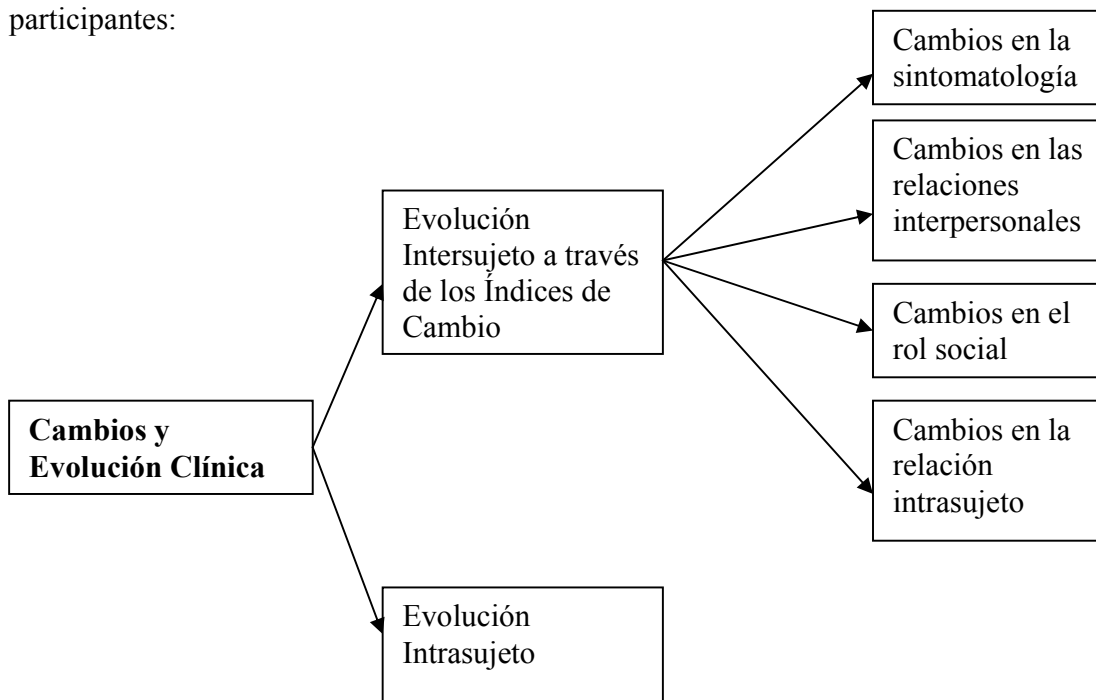 participantes:
Cambios y
Evolución Clínica
Evolución
Intersujeto a través
de los Índices de
Cambio
Cambios en la
sintomatología
Cambios en las
relaciones
interpersonales
Cambios en el
rol social
Cambios en la
relación
intrasujeto
Evolución
Intrasujeto